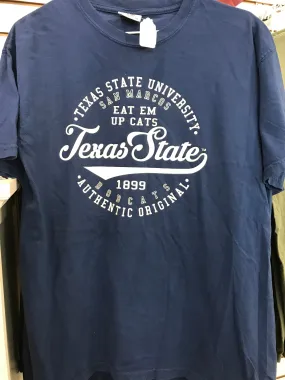 · TEXAS STATE UNIVERSITY ·
SAN MARCOS
EAT EM
UP CATS
Texas State
1899
BOBCATS
AUTHENTIC ORIGINAL